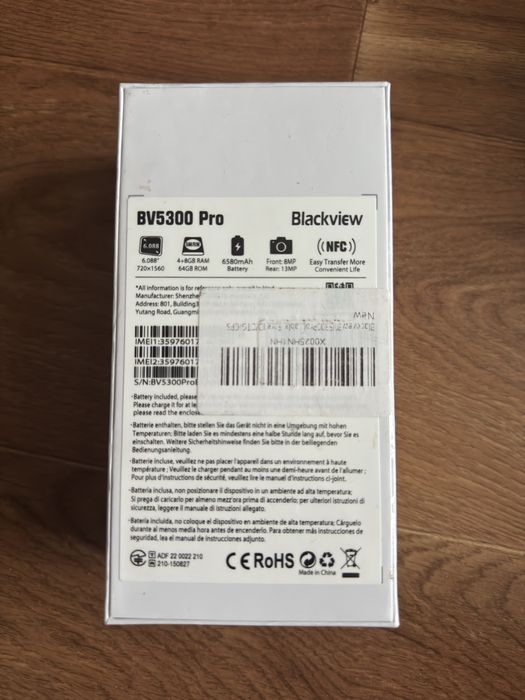 BV5300 Pro Blackview
6.088
6.088" 720×1560
4+8GB RAM 64GB ROM
6580mAh Battery
Front: 8MP Rear: 13MP
(NFC)
Easy Transfer More Convenient Life
*All information is for reference only
Manufacturer: Shenzhe
Address: 801, Building3
Yutang Road, Guangmi
New
X002X5HN1HN
IMEI1:35976017
IMEI2:35976017
S/N:BV5300Pro
·Battery included, please
Please charge it for at le
please read the enclose
·Batterie enthalten, bitte stellen Sie das Gerät nicht in eine Umgebung mit hohen
Temperaturen; Bitte laden Sie es mindestens eine halbe Stunde lang auf, bevor Sie es
einschalten. Weitere Sicherheitshinweise finden Sie in der beiliegenden
Bedienungsanleitung.
·Batterie incluse, veuillez ne pas placer l'appareil dans un environnement à haute
température ; Veuillez le charger pendant au moins une demi-heure avant de l'allumer ;
Pour plus d'instructions de sécurité, veuillez lire le manuel d'instructions ci-joint.
·Batteria inclusa, non posizionare il dispositivo in un ambiente ad alta temperatura;
Si prega di caricarlo per almeno mezz'ora prima di accenderlo; per ulteriori istruzioni di
sicurezza, leggere il manuale di istruzioni allegato.
·Batería incluida, no coloque el dispositivo en ambiente de alta temperatura; Cárguelo
durante al menos media hora antes de encenderlo. Para obtener más instrucciones de
seguridad, lea el manual de instrucciones adjunto.
T ADF 22 0022 210
R 210-150827
CE RoHS
Made in China